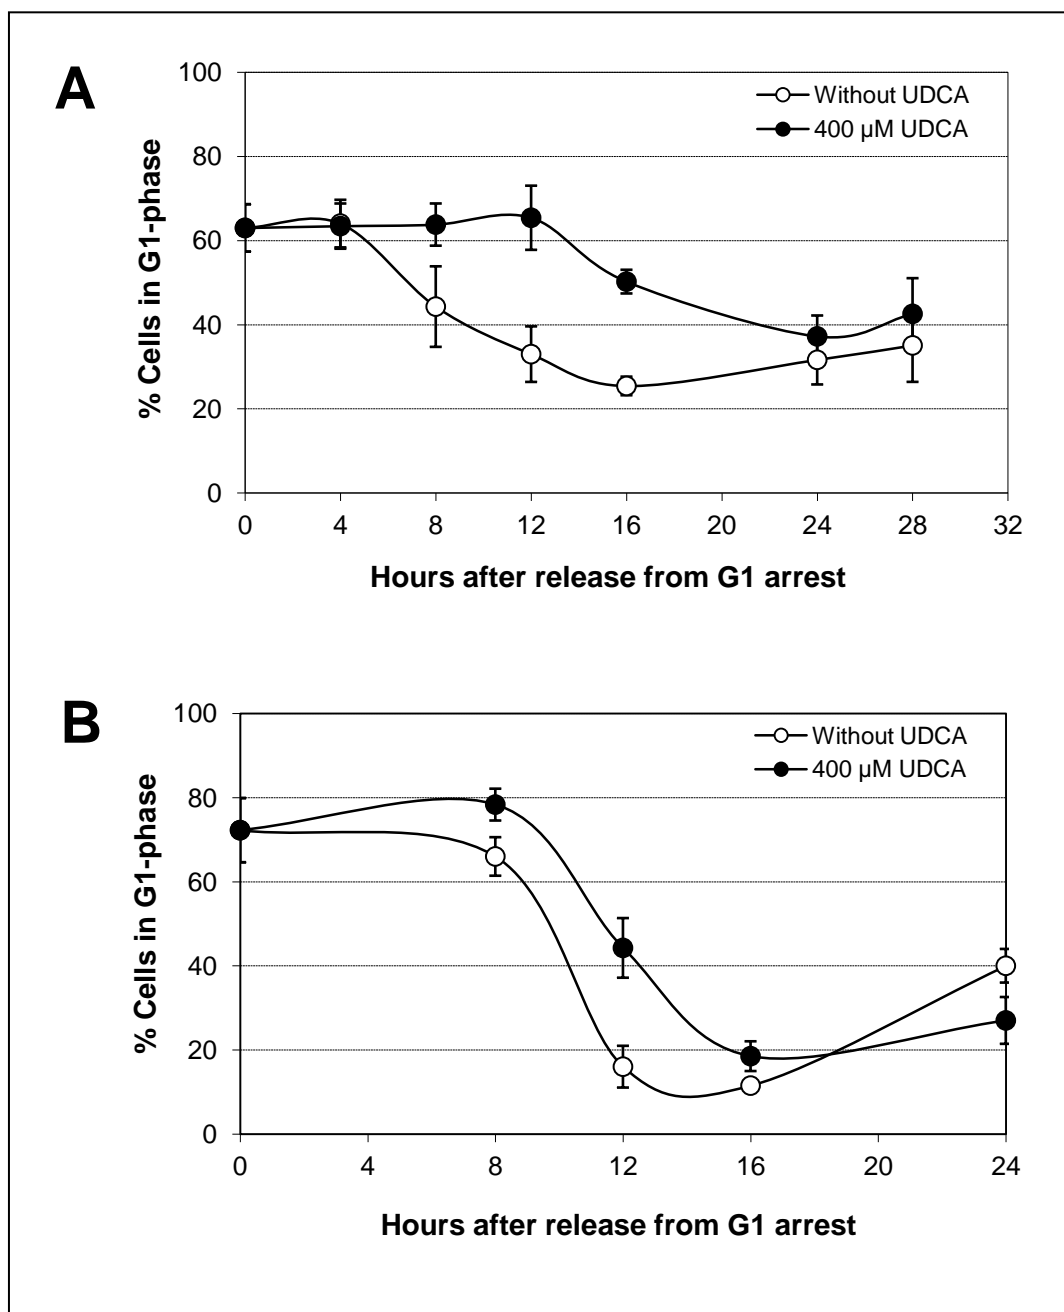 A
100
80
60
40
20
0
% Cells in G1-phase
Without UDCA
400 µM UDCA
0 4 8 12 16 20 24 28 32
Hours after release from G1 arrest
B
100
80
60
40
20
0
% Cells in G1-phase
Without UDCA
400 µM UDCA
0 4 8 12 16 20 24
Hours after release from G1 arrest